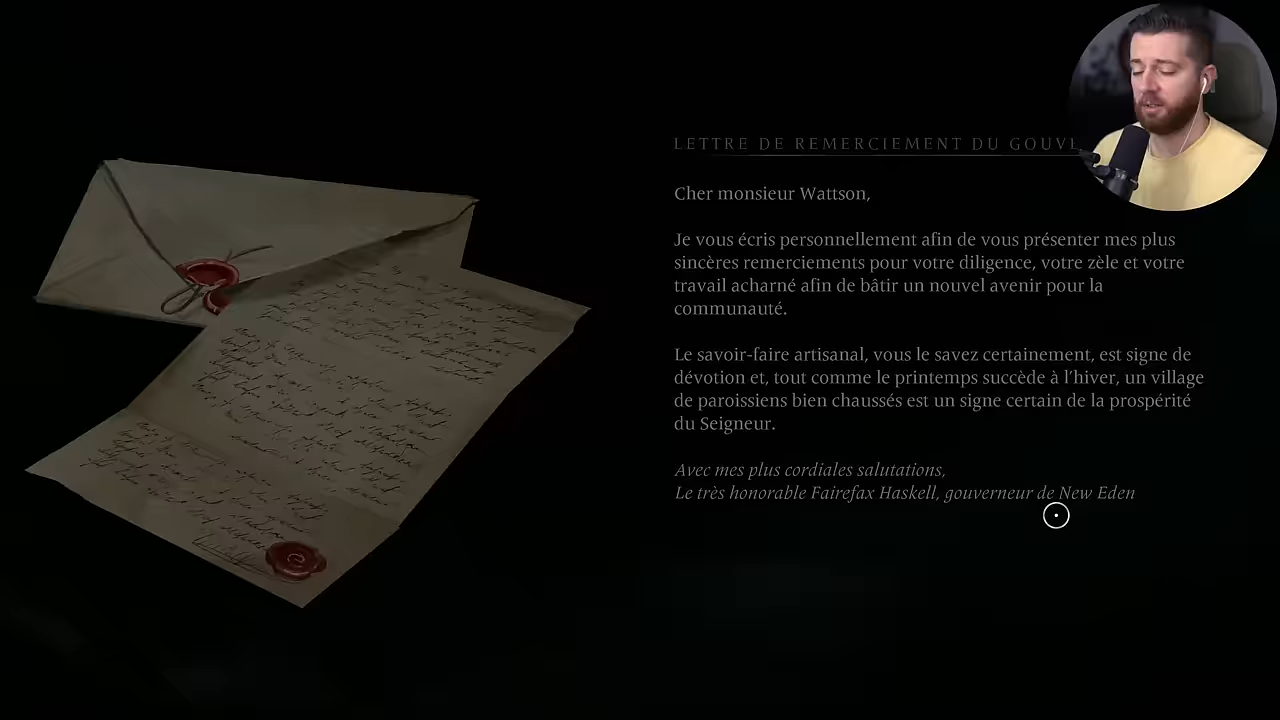 LETTRE DE REMERCIEMENT DU GOUVE
Cher monsieur Wattson,
Je vous écris personnellement afin de vous présenter mes plus
sincères remerciements pour votre diligence, votre zèle et votre
travail acharné afin de bâtir un nouvel avenir pour la
communauté.
Le savoir-faire artisanal, vous le savez certainement, est signe de
dévotion et, tout comme le printemps succède à l'hiver, un village
de paroissiens bien chaussés est un signe certain de la prospérité
du Seigneur.
Avec mes plus cordiales salutations,
Le très honorable Fairefax Haskell, gouverneur de New Eden